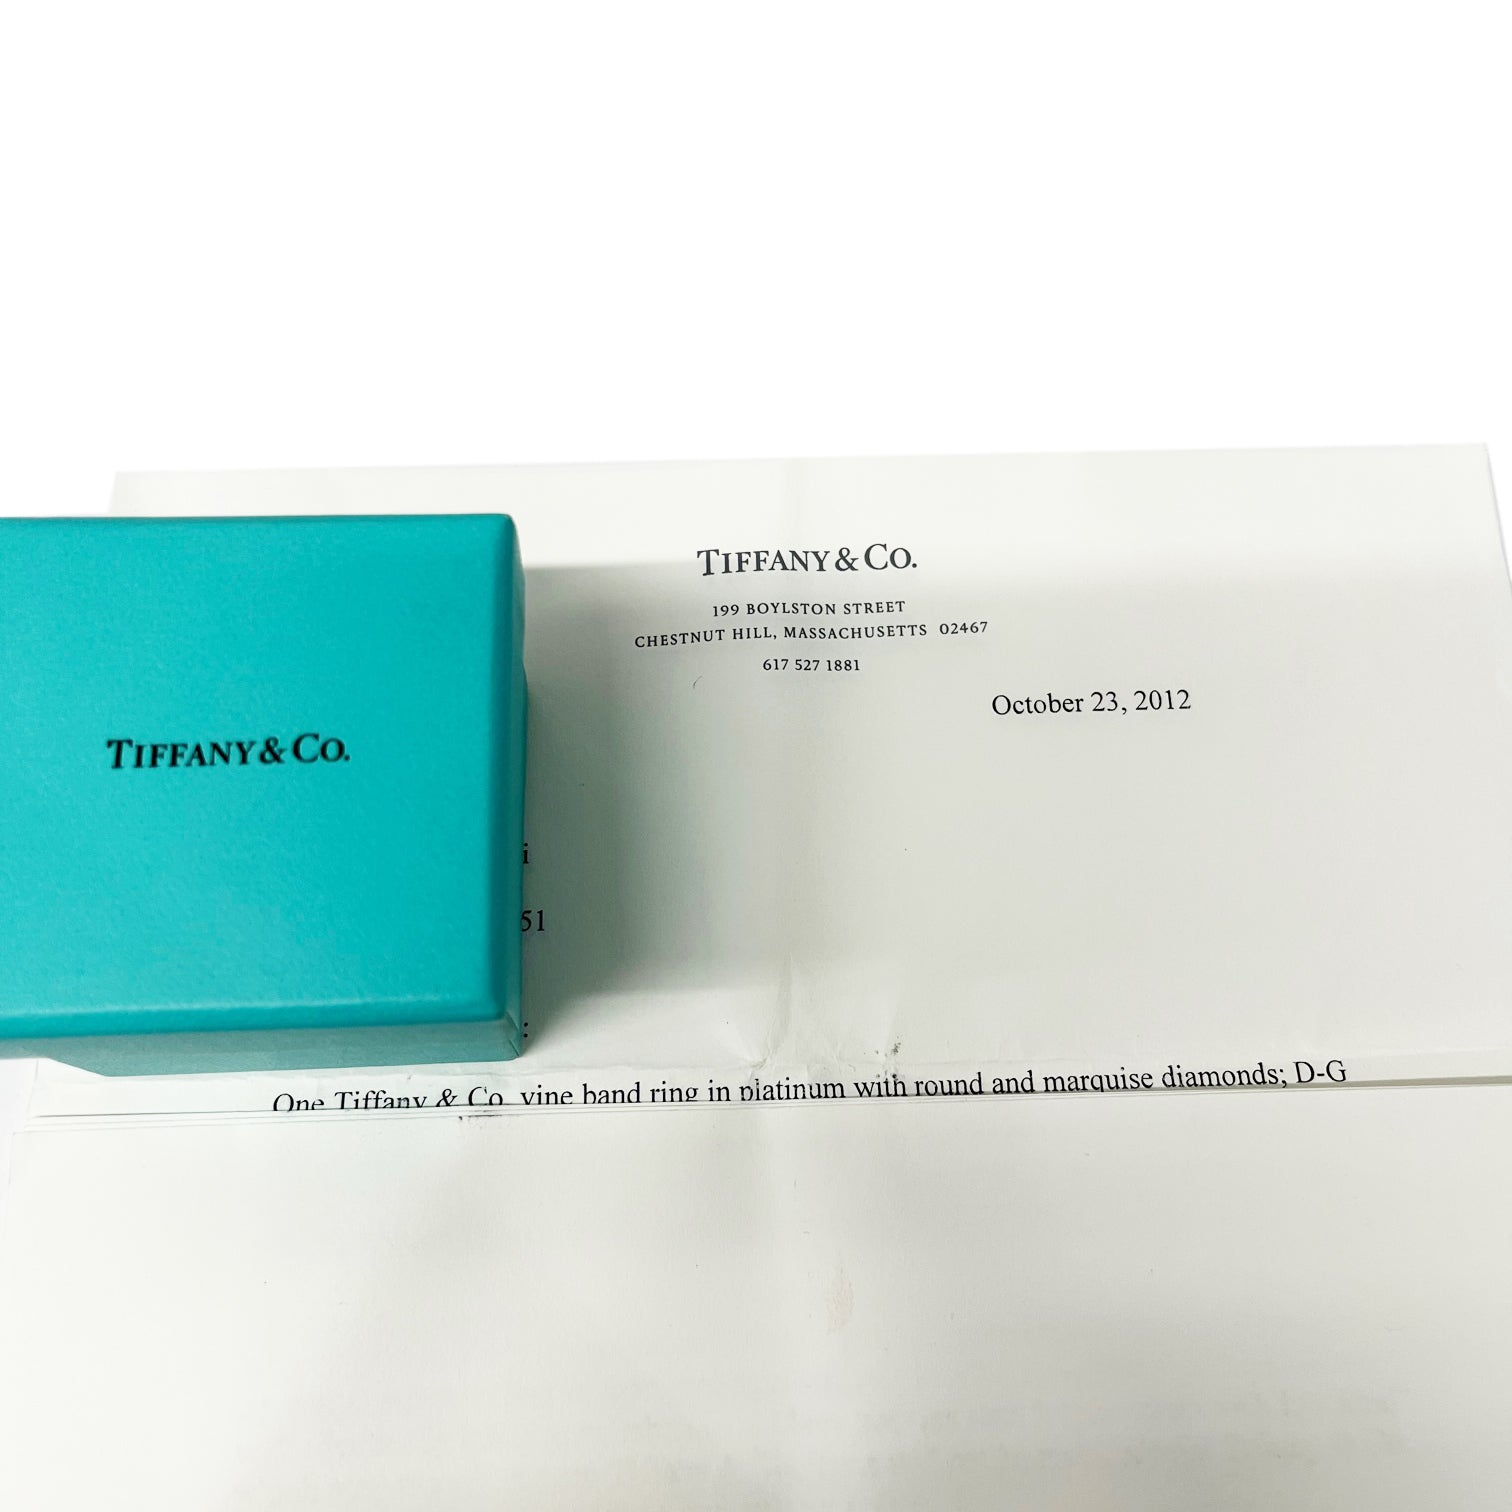 TIFFANY & CO.
199 BOYLSTON STREET
CHESTNUT HILL, MASSACHUSETTS 02467
617 527 1881
October 23, 2012
TIFFANY & CO.
i
51
:
One Tiffany & Co. vine band ring in platinum with round and marquise diamonds; D-G